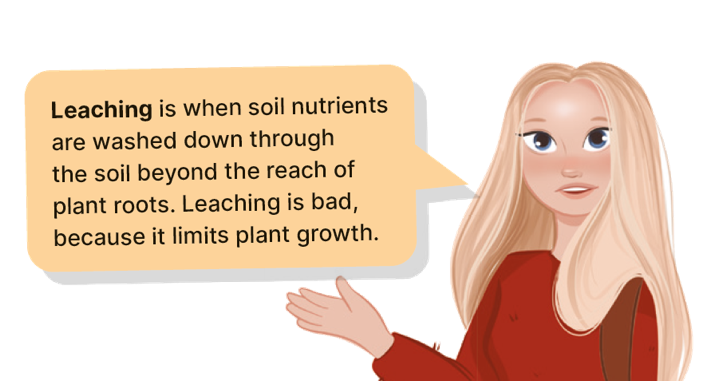 Leaching is when soil nutrients
are washed down through
the soil beyond the reach of
plant roots. Leaching is bad,
because it limits plant growth.